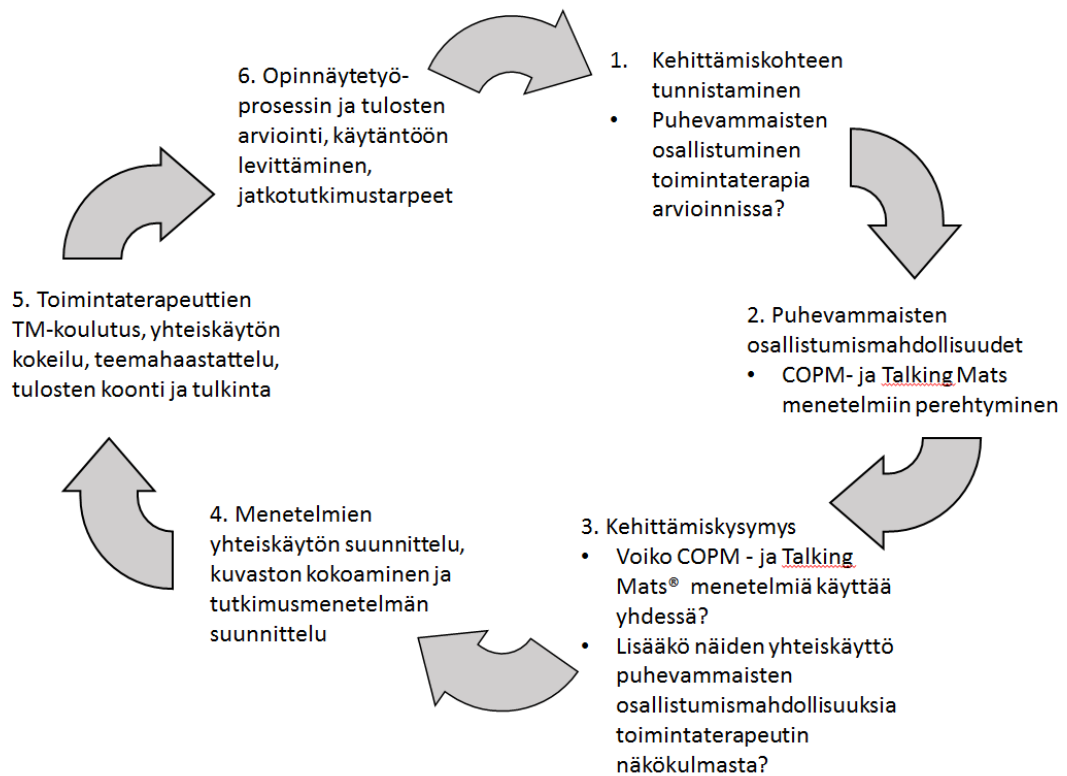 1. Kehittämiskohteen
tunnistaminen
• Puhevammaisten
osallistuminen
toimintaterapia
arvioinnissa?
2. Puhevammaisten
osallistumismahdollisuudet
• COPM- ja Talking Mats
menetelmiin perehtyminen
3. Kehittämiskysymys
• Voiko COPM - ja Talking
Mats® menetelmiä käyttää
yhdessä?
• Lisääkö näiden yhteiskäyttö
puhevammaisten
osallistumismahdollisuuksia
toimintaterapeutin
näkökulmasta?
4. Menetelmien
yhteiskäytön suunnittelu,
kuvaston kokoaminen ja
tutkimusmenetelmän
suunnittelu
5. Toimintaterapeuttien
TM-koulutus, yhteiskäytön
kokeilu, teemahaastattelu,
tulosten koonti ja tulkinta
6. Opinnäytetyö-
prosessin ja tulosten
arviointi, käytäntöön
levittäminen,
jatkotutkimustarpeet